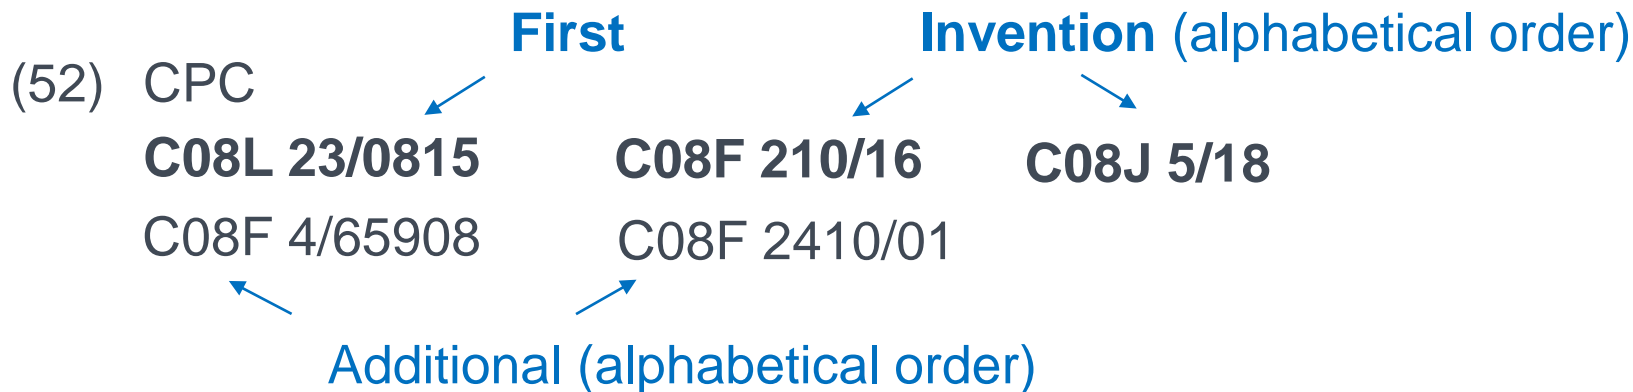 First Invention (alphabetical order)
(52) CPC
C08L 23/0815 C08F 210/16 C08J 5/18
C08F 4/65908 C08F 2410/01
Additional (alphabetical order)